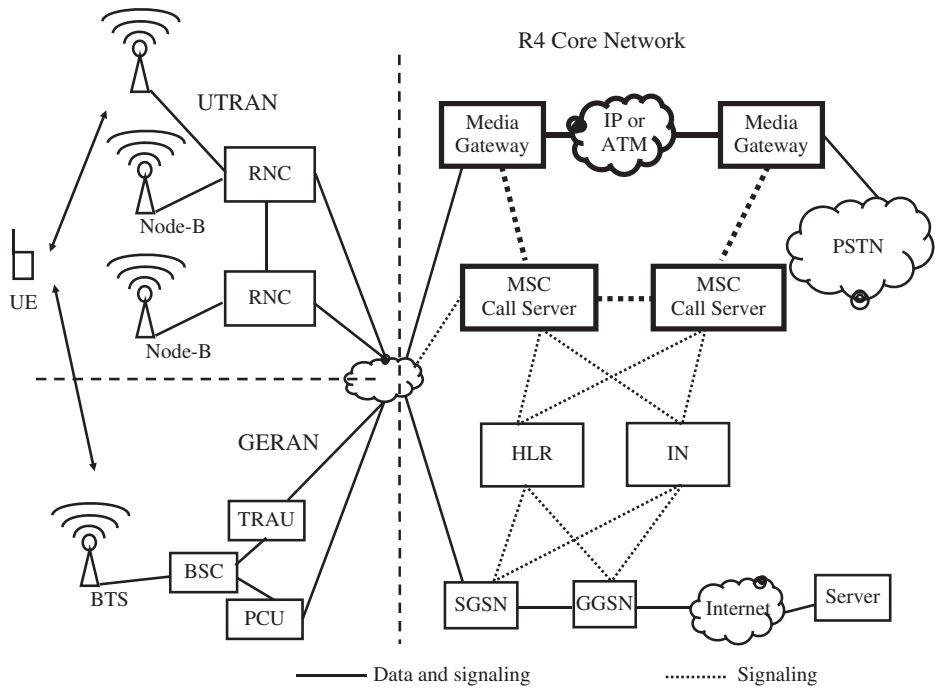 R4 Core Network
UTRAN
Media
Gateway
IP or
ATM
Media
Gateway
RNC
Node-B
PSTN
UE
RNC
MSC
Call Server
MSC
Call Server
Node-B
GERAN
HLR
IN
TRAU
BSC
BTS
PCU
SGSN
GGSN
Internet
Server
Data and signaling
Signaling